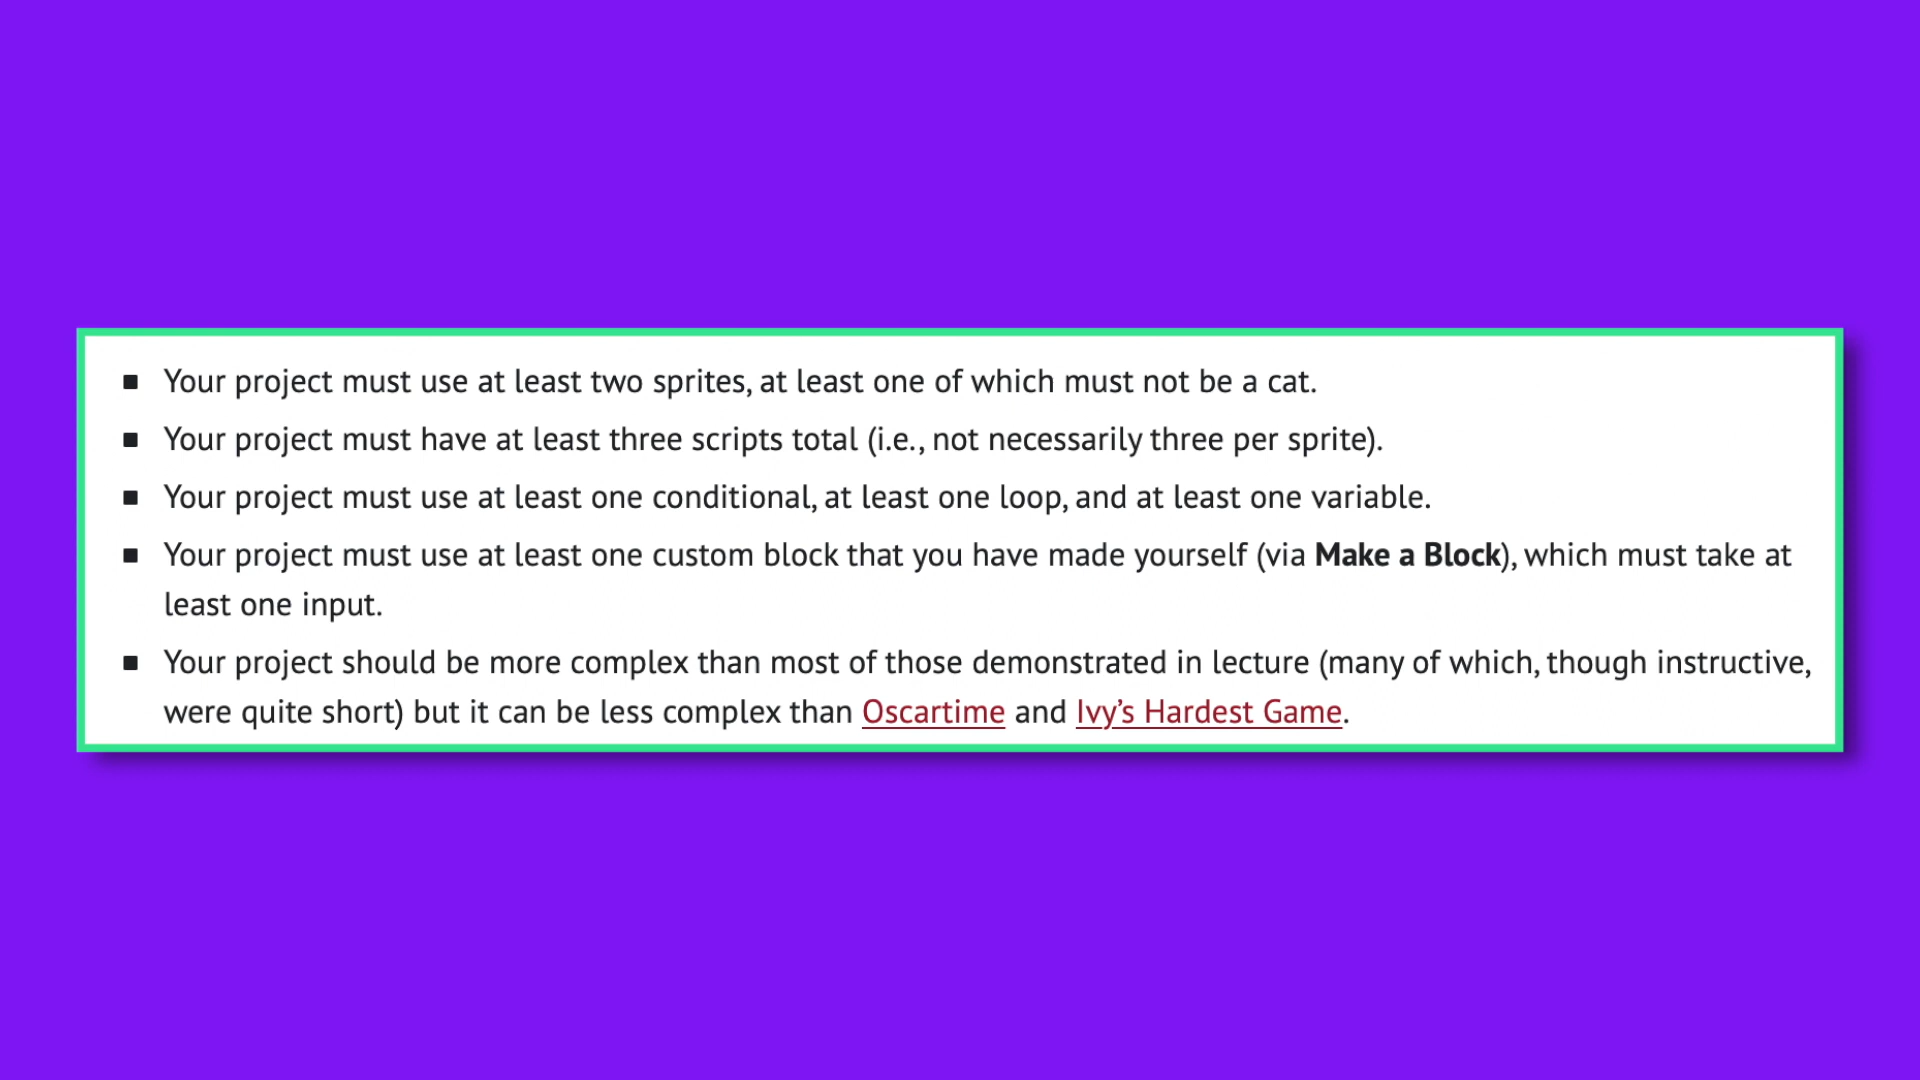 Your project must use at least two sprites, at least one of which must not be a cat.
Your project must have at least three scripts total (i.e., not necessarily three per sprite).
Your project must use at least one conditional, at least one loop, and at least one variable.
Your project must use at least one custom block that you have made yourself (via Make a Block), which must take at
least one input.
Your project should be more complex than most of those demonstrated in lecture (many of which, though instructive,
were quite short) but it can be less complex than Oscartime and Ivy’s Hardest Game.